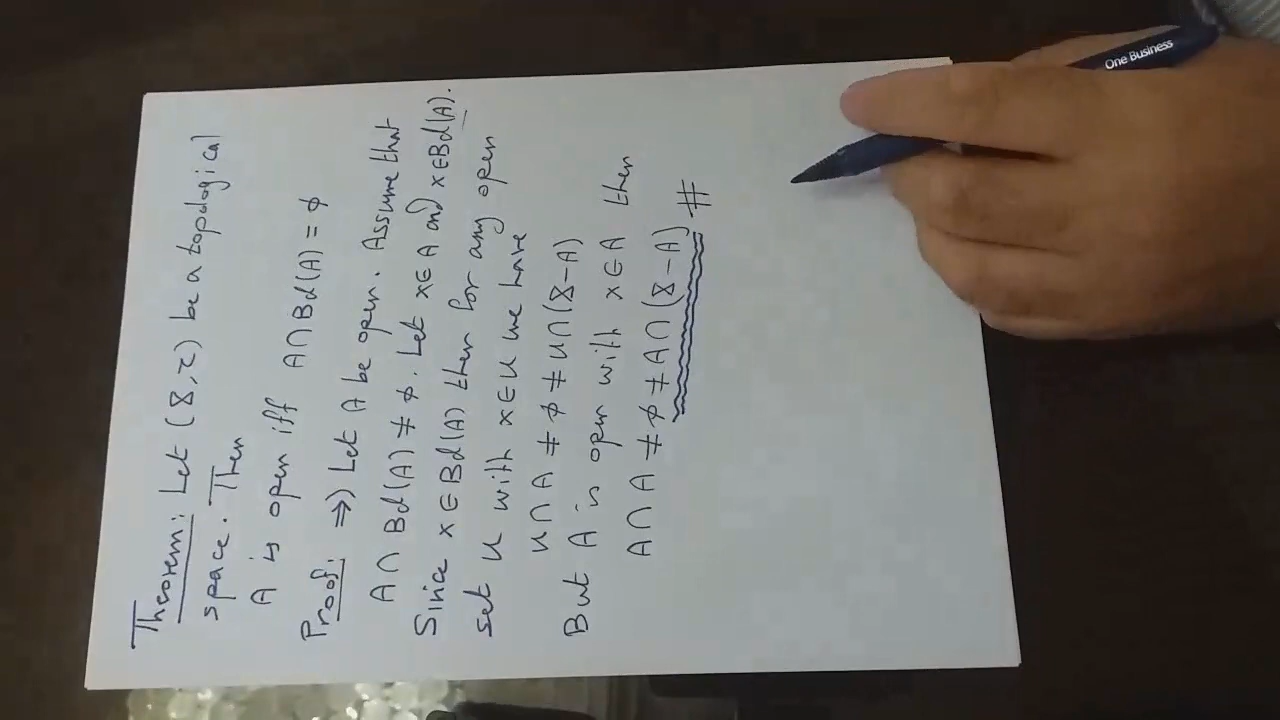 Theorem: Let (X,τ) be a topological
space. Then
A is open iff A∩Bd(A) = ϕ
Proof: ⇒) Let A be open. Assume that
A∩Bd(A) ≠ ϕ. Let x∈A and x∈Bd(A).
Since x∈Bd(A) then for any open
set U with x∈U we have
U∩A ≠ ϕ ≠ U∩(X−A)
But A is open with x∈A then
A∩A ≠ ϕ ≠ A∩(X−A) #
One Business